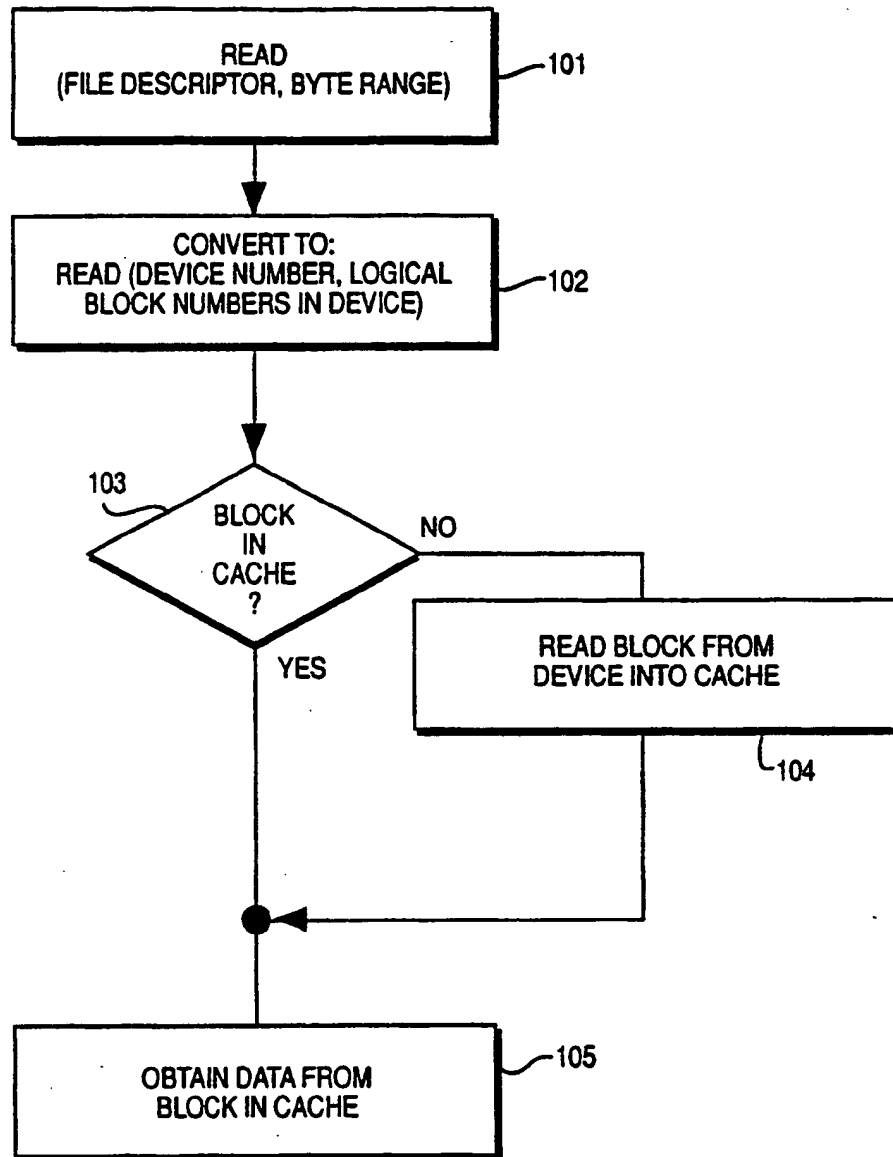 READ
(FILE DESCRIPTOR, BYTE RANGE)
101
CONVERT TO:
READ (DEVICE NUMBER, LOGICAL
BLOCK NUMBERS IN DEVICE)
102
103
BLOCK
IN
CACHE
?
NO
YES
READ BLOCK FROM
DEVICE INTO CACHE
104
OBTAIN DATA FROM
BLOCK IN CACHE
105